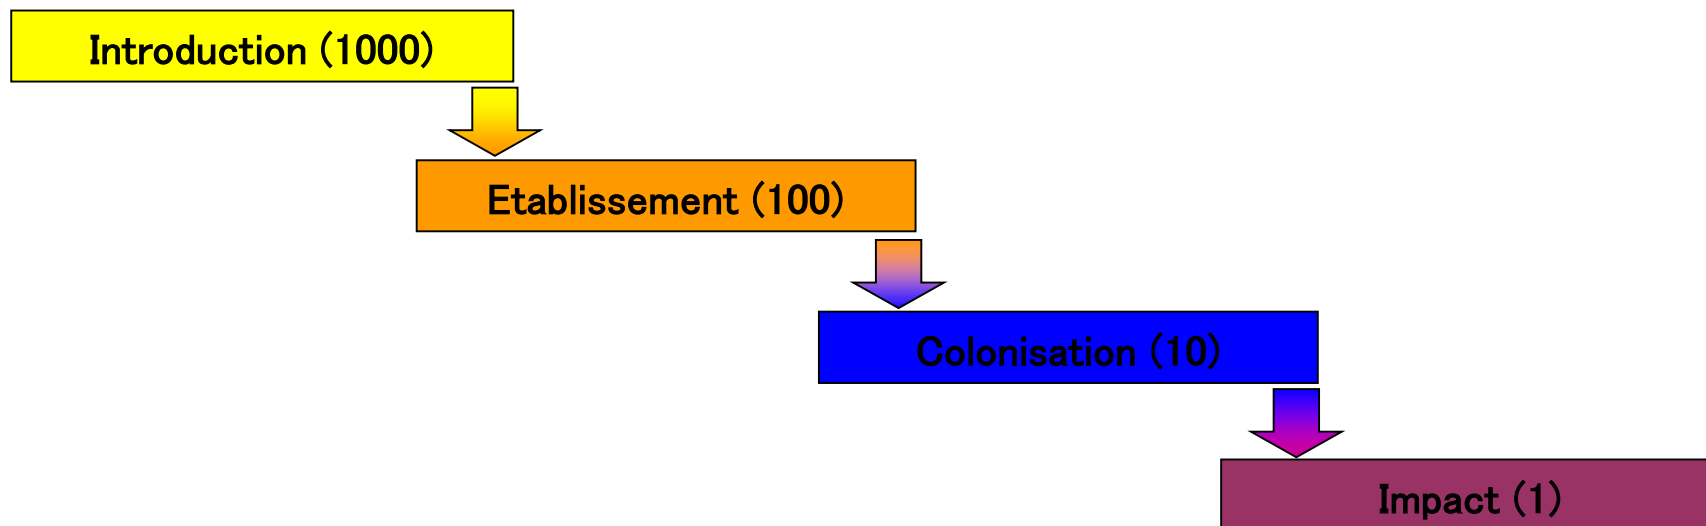 Introduction (1000)
Etablissement (100)
Colonisation (10)
Impact (1)